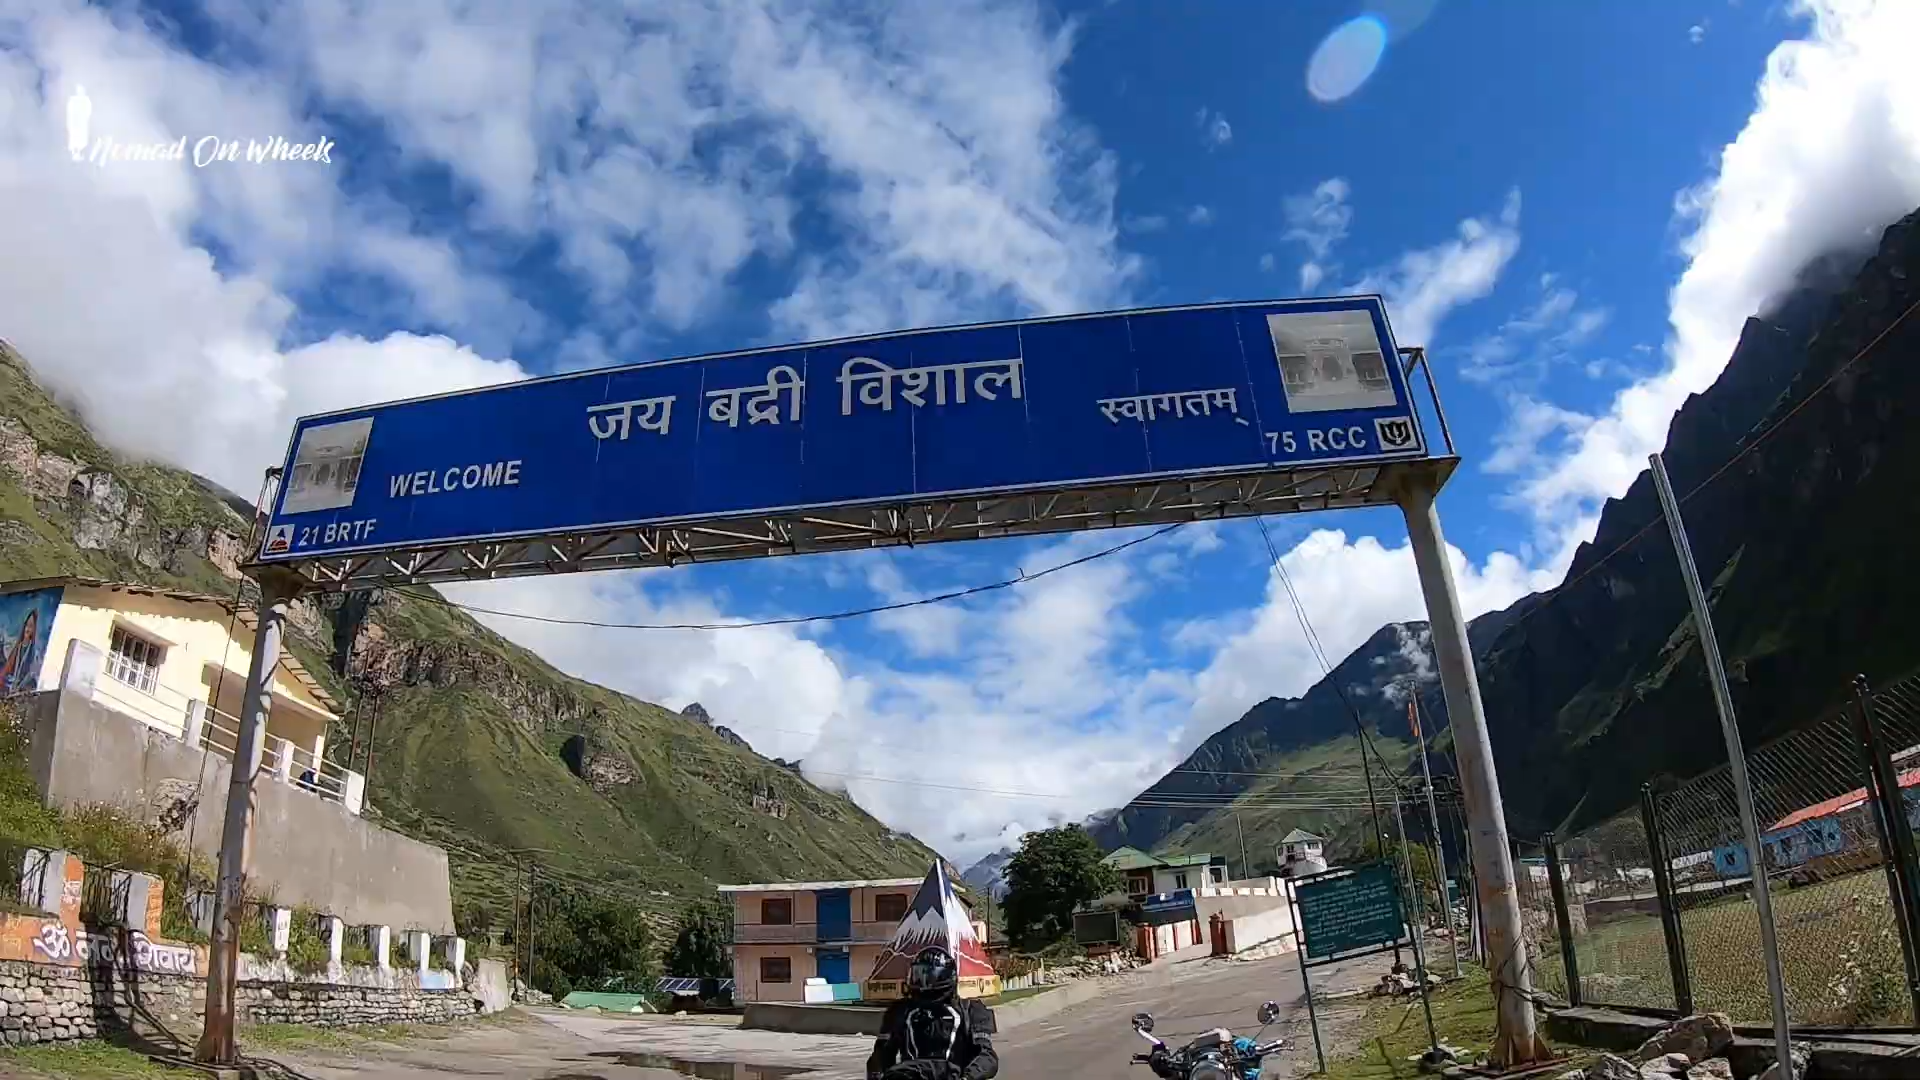 Nomad On Wheels
जय बद्री विशाल
स्वागतम्
WELCOME
75 RCC
21 BRTF
ॐ नमः शिवाय